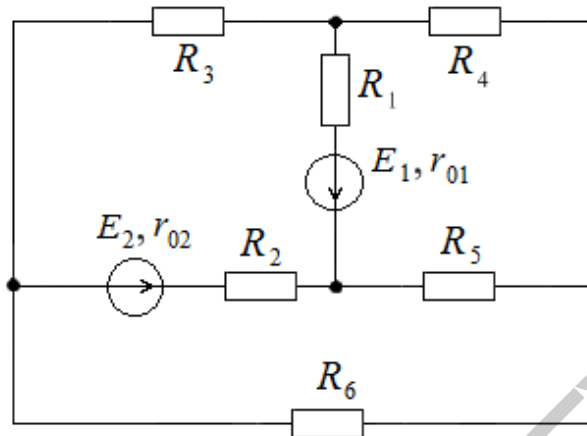 R₃
R₁
R₄
E₁, r₀₁
E₂, r₀₂
R₂
R₅
R₆